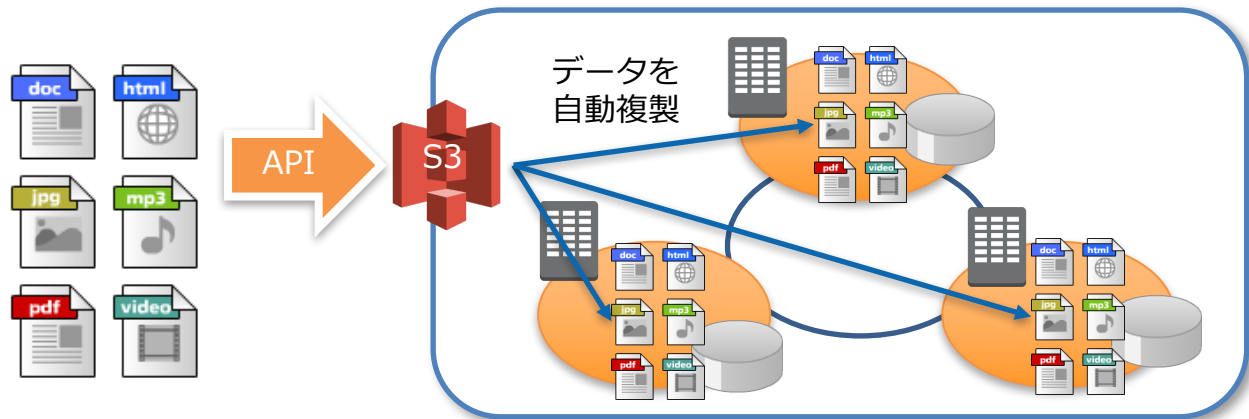 doc
html
jpg
mp3
pdf
video
API
S3
データを
自動複製
doc
html
jpg
mp3
pdf
video
doc
html
jpg
mp3
pdf
video
doc
html
jpg
mp3
pdf
video